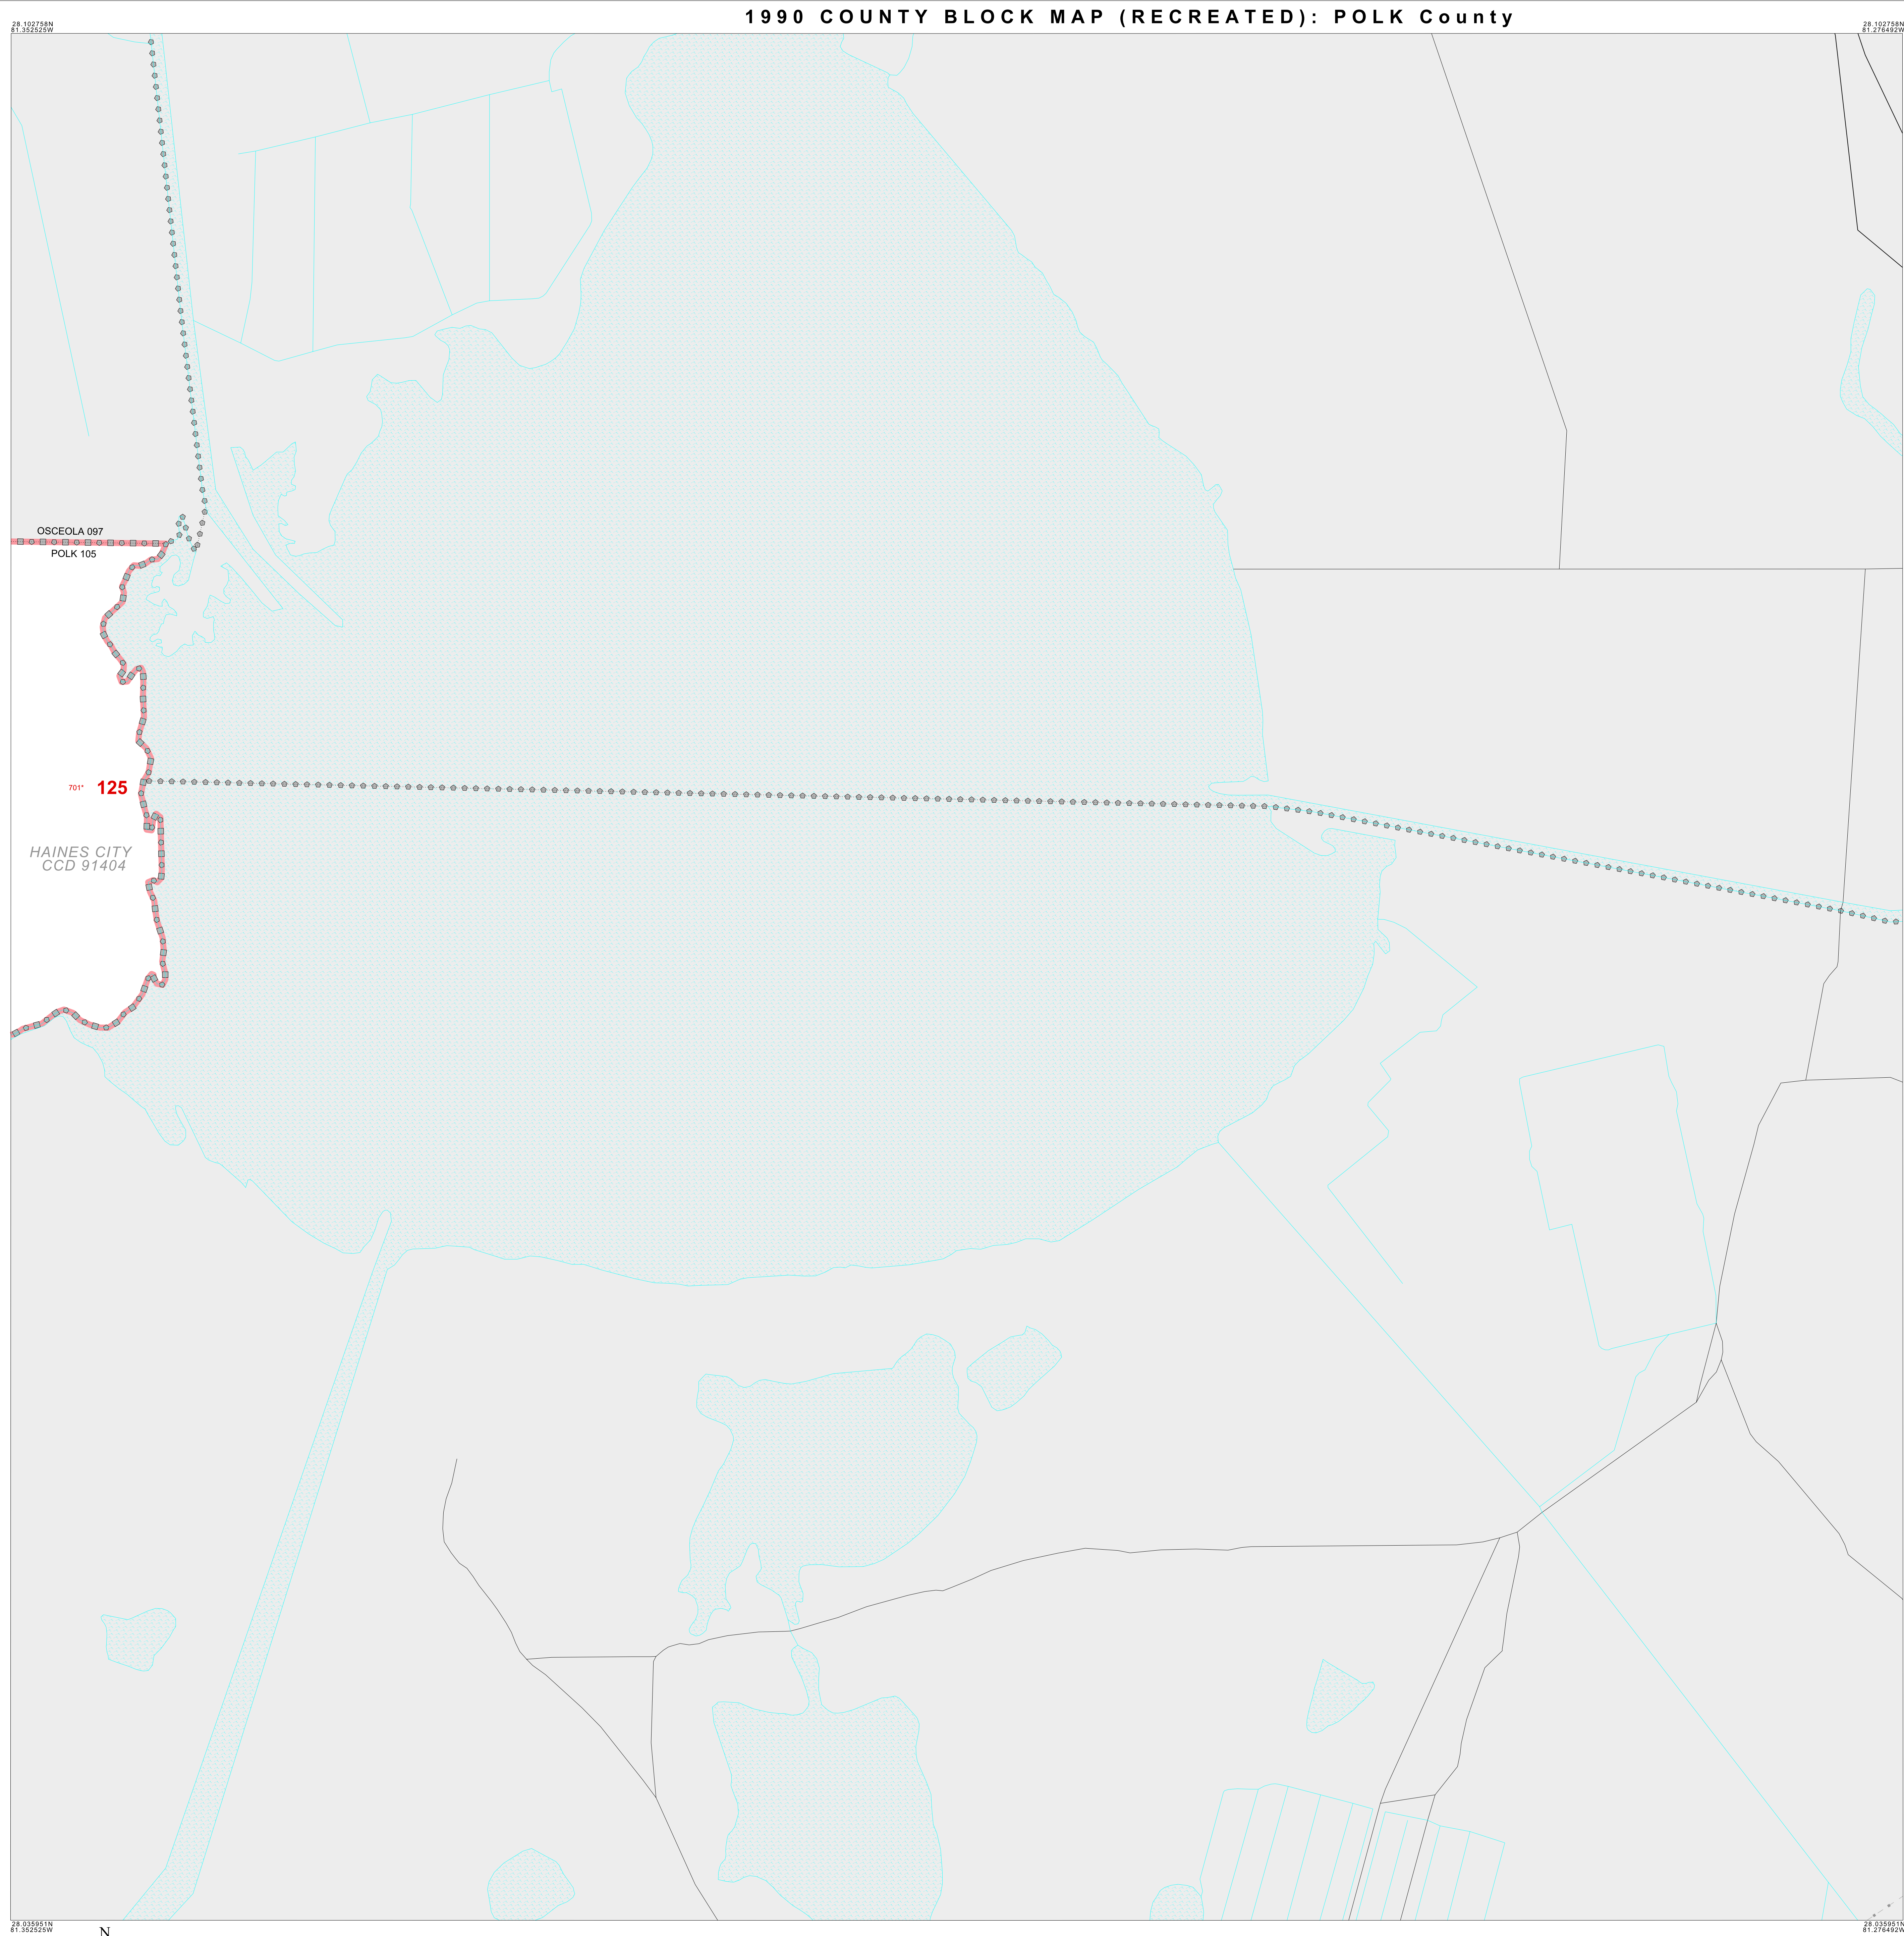 1990 COUNTY BLOCK MAP (RECREATED): POLK County
28.102758N
81.352525W
28.102758N
81.276492W
OSCEOLA 097
POLK 105
701*
125
HAINES CITY
CCD 91404
28.035951N
81.352525W
N
28.035951N
81.276492W